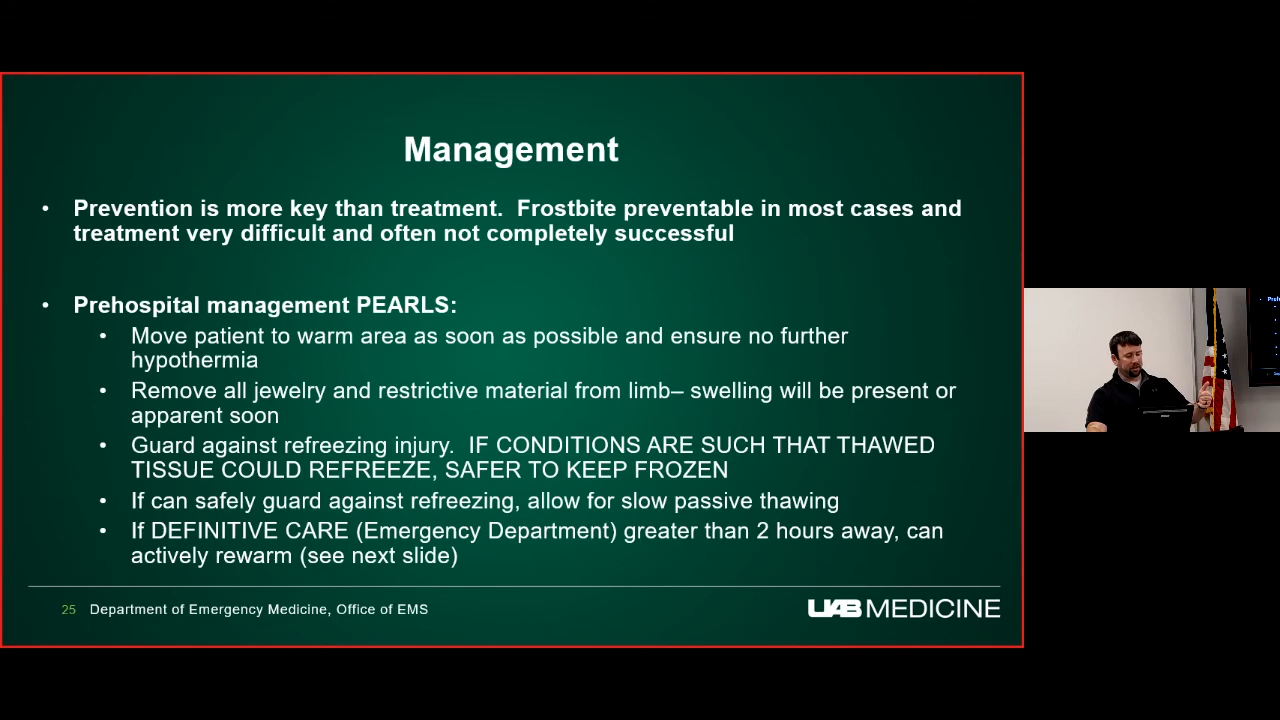 Management
• Prevention is more key than treatment.  Frostbite preventable in most cases and
treatment very difficult and often not completely successful
• Prehospital management PEARLS:
• Move patient to warm area as soon as possible and ensure no further
hypothermia
• Remove all jewelry and restrictive material from limb– swelling will be present or
apparent soon
• Guard against refreezing injury.  IF CONDITIONS ARE SUCH THAT THAWED
TISSUE COULD REFREEZE, SAFER TO KEEP FROZEN
• If can safely guard against refreezing, allow for slow passive thawing
• If DEFINITIVE CARE (Emergency Department) greater than 2 hours away, can
actively rewarm (see next slide)
25 Department of Emergency Medicine, Office of EMS
UAB MEDICINE